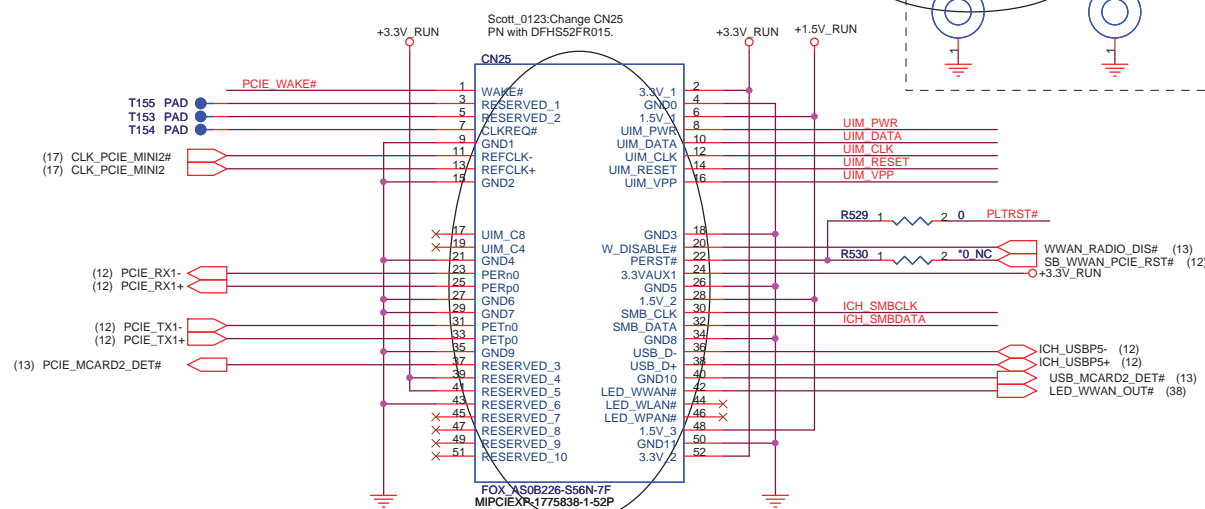 Scott_0123:Change CN25
PN with DFHS52FR015.
+3.3V_RUN
+3.3V_RUN
+1.5V_RUN
CN25
PCIE_WAKE#
T155 PAD
T153 PAD
T154 PAD
(17) CLK_PCIE_MINI2#
(17) CLK_PCIE_MINI2
(12) PCIE_RX1-
(12) PCIE_RX1+
(12) PCIE_TX1-
(12) PCIE_TX1+
(13) PCIE_MCARD2_DET#
1 WAKE#
3 RESERVED_1
5 RESERVED_2
7 CLKREQ#
9 GND1
11 REFCLK-
13 REFCLK+
15 GND2
17 UIM_C8
19 UIM_C4
21 GND4
23 PERn0
25 PERp0
27 GND6
29 GND7
31 PETn0
33 PETp0
35 GND9
37 RESERVED_3
39 RESERVED_4
41 RESERVED_5
43 RESERVED_6
45 RESERVED_7
47 RESERVED_8
49 RESERVED_9
51 RESERVED_10
3.3V_1 2
GND0 4
1.5V_1 6
UIM_PWR 8
UIM_DATA 10
UIM_CLK 12
UIM_RESET 14
UIM_VPP 16
GND3 18
W_DISABLE# 20
PERST# 22
3.3VAUX1 24
GND5 26
1.5V_2 28
SMB_CLK 30
SMB_DATA 32
GND8 34
USB_D- 36
USB_D+ 38
GND10 40
LED_WWAN# 42
LED_WLAN# 44
LED_WPAN# 46
1.5V_3 48
GND11 50
3.3V_2 52
UIM_PWR
UIM_DATA
UIM_CLK
UIM_RESET
UIM_VPP
R529 1 2 0 PLTRST#
R530 1 2 *0_NC
WWAN_RADIO_DIS# (13)
SB_WWAN_PCIE_RST# (12)
+3.3V_RUN
ICH_SMBCLK
ICH_SMBDATA
ICH_USBP5- (12)
ICH_USBP5+ (12)
USB_MCARD2_DET# (13)
LED_WWAN_OUT# (38)
FOX_AS0B226-S56N-7F
MIPCIEXP-1775838-1-52P
1
1